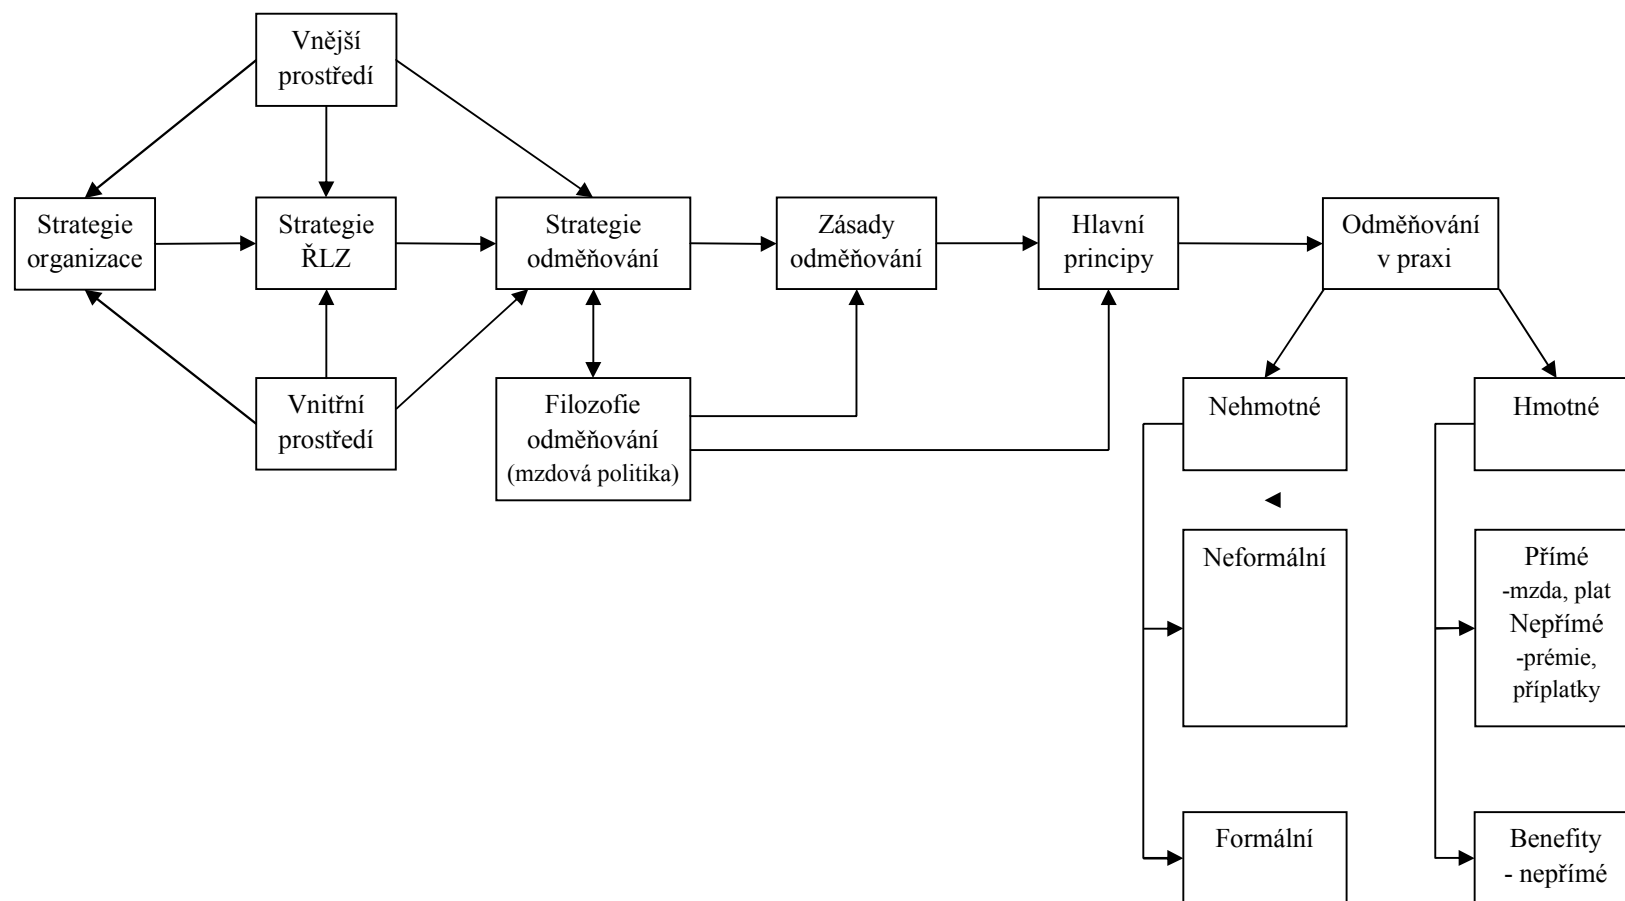 Vnější
prostředí
Strategie
organizace
Strategie
ŘLZ
Strategie
odměňování
Zásady
odměňování
Hlavní
principy
Odměňování
v praxi
Vnitřní
prostředí
Filozofie
odměňování
(mzdová politika)
Nehmotné
Hmotné
Neformální
Přímé
-mzda, plat
Nepřímé
-prémie,
příplatky
Formální
Benefity
- nepřímé